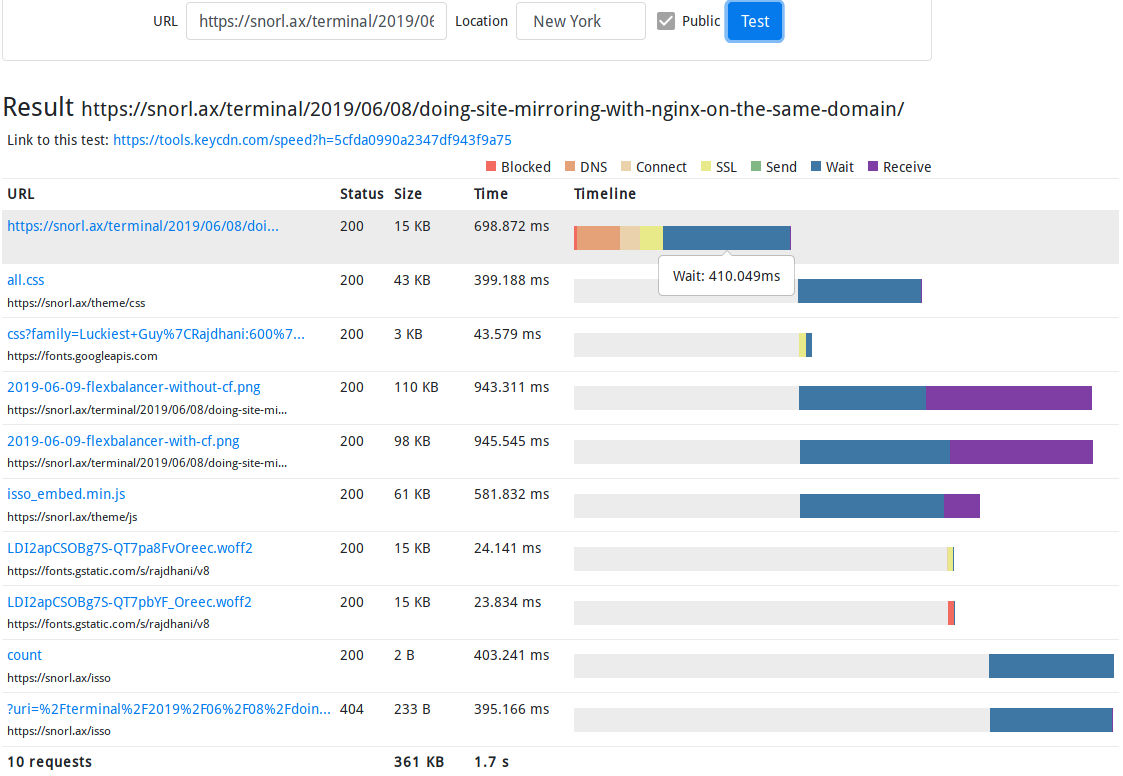 URL https://snorl.ax/terminal/2019/06 Location New York Public Test
Result https://snorl.ax/terminal/2019/06/08/doing-site-mirroring-with-nginx-on-the-same-domain/
Link to this test: https://tools.keycdn.com/speed?h=5cfda0990a2347df943f9a75
Blocked DNS Connect SSL Send Wait Receive
URL Status Size Time Timeline
https://snorl.ax/terminal/2019/06/08/doi... 200 15 KB 698.872 ms
Wait: 410.049ms
all.css 200 43 KB 399.188 ms
https://snorl.ax/theme/css
css?family=Luckiest+Guy%7CRajdhani:600%7... 200 3 KB 43.579 ms
https://fonts.googleapis.com
2019-06-09-flexbalancer-without-cf.png 200 110 KB 943.311 ms
https://snorl.ax/terminal/2019/06/08/doing-site-mi...
2019-06-09-flexbalancer-with-cf.png 200 98 KB 945.545 ms
https://snorl.ax/terminal/2019/06/08/doing-site-mi...
isso_embed.min.js 200 61 KB 581.832 ms
https://snorl.ax/theme/js
LDI2apCSOBg7S-QT7pa8FvOreec.woff2 200 15 KB 24.141 ms
https://fonts.gstatic.com/s/rajdhani/v8
LDI2apCSOBg7S-QT7pbYF_Oreec.woff2 200 15 KB 23.834 ms
https://fonts.gstatic.com/s/rajdhani/v8
count 200 2 B 403.241 ms
https://snorl.ax/isso
?uri=%2Fterminal%2F2019%2F06%2F08%2Fdoin... 404 233 B 395.166 ms
https://snorl.ax/isso
10 requests 361 KB 1.7 s